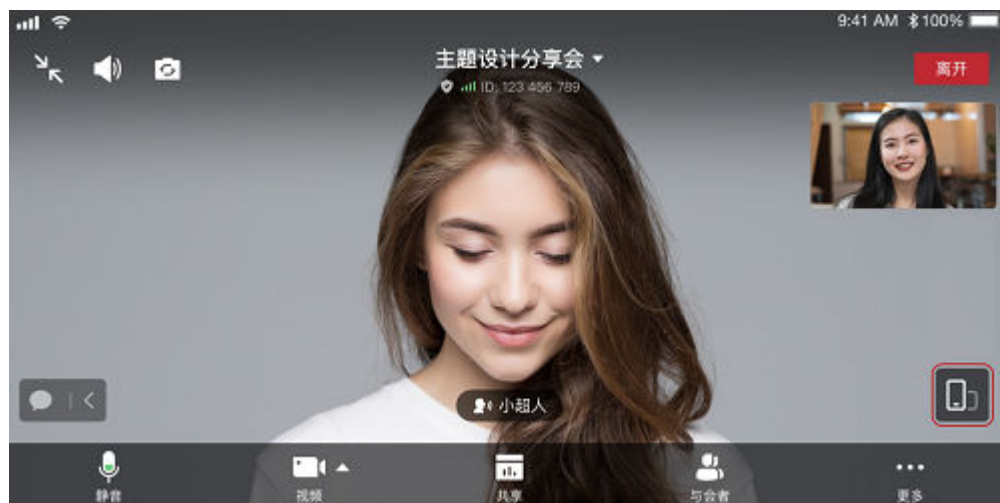 9:41 AM 100%
主题设计分享会
ID: 123 456 789
离开
小超人
静音
视频
共享
与会者
更多